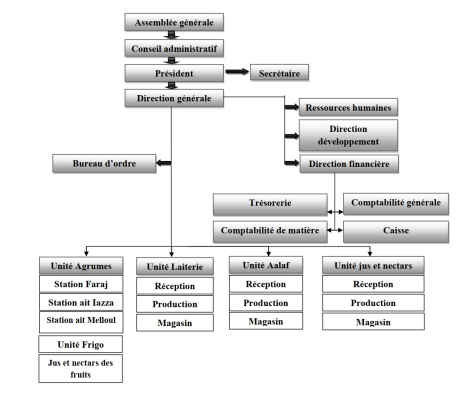 Assemblée générale
Conseil administratif
Président
Secrétaire
Direction générale
Ressources humaines
Direction
développement
Bureau d'ordre
Direction financière
Trésorerie
Comptabilité générale
Comptabilité de matière
Caisse
Unité Agrumes
Station Faraj
Station ait Iazza
Station ait Melloul
Unité Frigo
Jus et nectars des
fruits
Unité Laiterie
Réception
Production
Magasin
Unité Aalaf
Réception
Production
Magasin
Unité jus et nectars
Réception
Production
Magasin